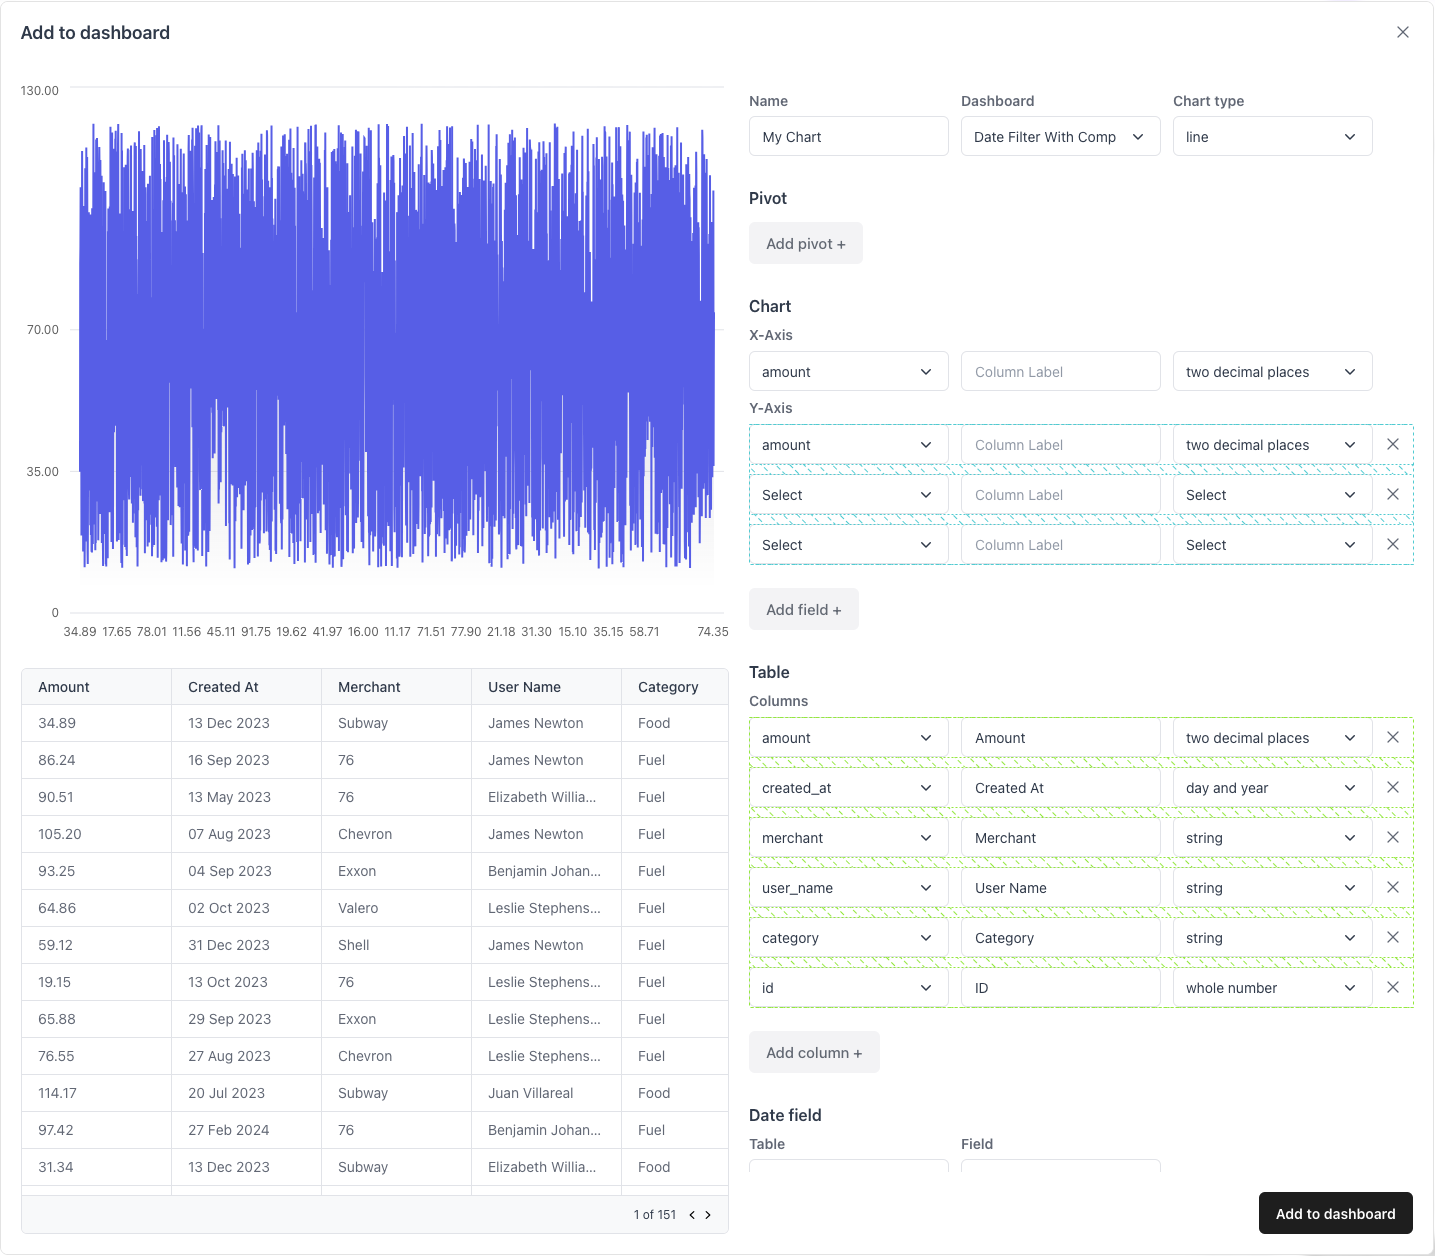 Add to dashboard
130.00
70.00
35.00
0
34.89 17.65 78.01 11.56 45.11 91.75 19.62 41.97 16.00 11.17 71.51 77.90 21.18 31.30 15.10 35.15 58.71 74.35
Amount Created At Merchant User Name Category
34.89 13 Dec 2023 Subway James Newton Food
86.24 16 Sep 2023 76 James Newton Fuel
90.51 13 May 2023 76 Elizabeth Willia... Fuel
105.20 07 Aug 2023 Chevron James Newton Fuel
93.25 04 Sep 2023 Exxon Benjamin Johan... Fuel
64.86 02 Oct 2023 Valero Leslie Stephens... Fuel
59.12 31 Dec 2023 Shell James Newton Fuel
19.15 13 Oct 2023 76 Leslie Stephens... Fuel
65.88 29 Sep 2023 Exxon Leslie Stephens... Fuel
76.55 27 Aug 2023 Chevron Leslie Stephens... Fuel
114.17 20 Jul 2023 Subway Juan Villareal Food
97.42 27 Feb 2024 76 Benjamin Johan... Fuel
31.34 13 Dec 2023 Subway Elizabeth Willia... Food
1 of 151
Name Dashboard Chart type
My Chart Date Filter With Comp line
Pivot
Add pivot +
Chart
X-Axis
amount Column Label two decimal places
Y-Axis
amount Column Label two decimal places
Select Column Label Select
Select Column Label Select
Add field +
Table
Columns
amount Amount two decimal places
created_at Created At day and year
merchant Merchant string
user_name User Name string
category Category string
id ID whole number
Add column +
Date field
Table Field
Add to dashboard